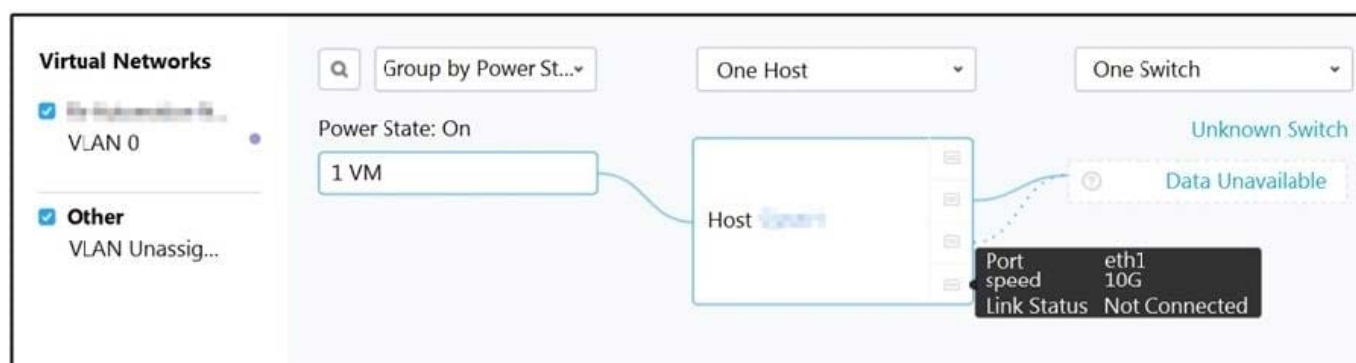 Virtual Networks
Group by Power St...
One Host
One Switch
VLAN 0
Power State: On
Unknown Switch
1 VM
Data Unavailable
Other
VLAN Unassig...
Host
Port eth1
speed 10G
Link Status Not Connected